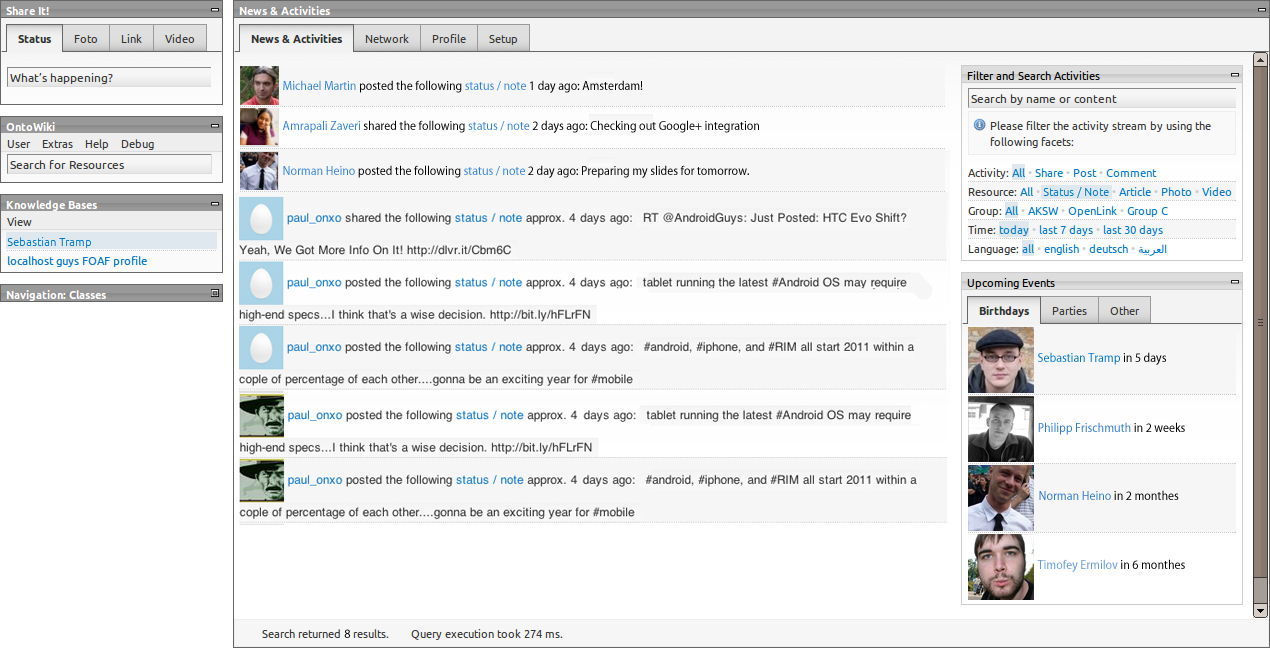 Share It!
Status Foto Link Video
What's happening?
OntoWiki
User Extras Help Debug
Search for Resources
Knowledge Bases
View
Sebastian Tramp
localhost guys FOAF profile
Navigation: Classes
News & Activities
News & Activities Network Profile Setup
Michael Martin posted the following status / note 1 day ago: Amsterdam!
Amrapali Zaveri shared the following status / note 2 days ago: Checking out Google+ integration
Norman Heino posted the following status / note 2 day ago: Preparing my slides for tomorrow.
paul_onxo shared the following status / note approx. 4 days ago: RT @AndroidGuys: Just Posted: HTC Evo Shift?
Yeah, We Got More Info On It! http://dlvr.it/Cbm6C
paul_onxo posted the following status / note approx. 4 days ago: tablet running the latest #Android OS may require
high-end specs...I think that's a wise decision. http://bit.ly/hFLrFN
paul_onxo posted the following status / note approx. 4 days ago: #android, #iphone, and #RIM all start 2011 within a
cople of percentage of each other....gonna be an exciting year for #mobile
paul_onxo posted the following status / note approx. 4 days ago: tablet running the latest #Android OS may require
high-end specs...I think that's a wise decision. http://bit.ly/hFLrFN
paul_onxo posted the following status / note approx. 4 days ago: #android, #iphone, and #RIM all start 2011 within a
cople of percentage of each other....gonna be an exciting year for #mobile
Filter and Search Activities
Search by name or content
Please filter the activity stream by using the
following facets:
Activity: All • Share • Post • Comment
Resource: All • Status / Note • Article • Photo • Video
Group: All • AKSW • OpenLink • Group C
Time: today • last 7 days • last 30 days
Language: all • english • deutsch • العربية
Upcoming Events
Birthdays Parties Other
Sebastian Tramp in 5 days
Philipp Frischmuth in 2 weeks
Norman Heino in 2 monthes
Timofey Ermilov in 6 monthes
Search returned 8 results. Query execution took 274 ms.